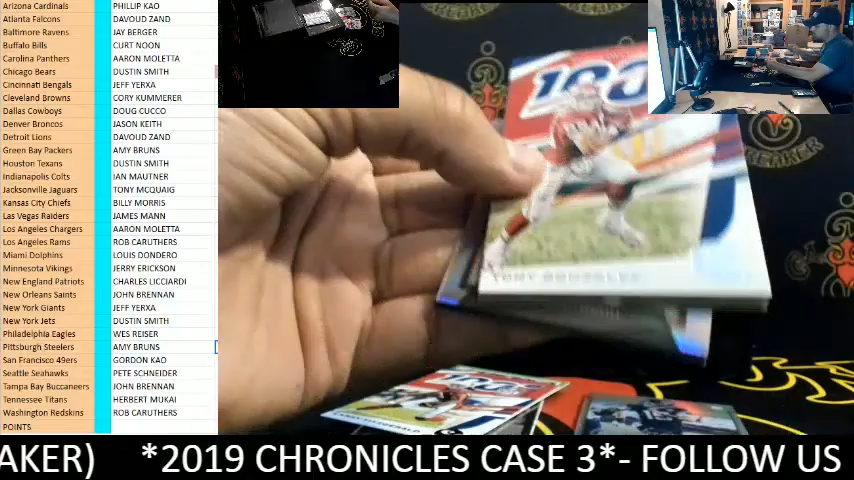 Arizona Cardinals PHILLIP KAO
Atlanta Falcons DAVOUD ZAND
Baltimore Ravens JAY BERGER
Buffalo Bills CURT NOON
Carolina Panthers AARON MOLETTA
Chicago Bears DUSTIN SMITH
Cincinnati Bengals JEFF YERXA
Cleveland Browns CORY KUMMERER
Dallas Cowboys DOUG CUCCO
Denver Broncos JASON KEITH
Detroit Lions DAVOUD ZAND
Green Bay Packers AMY BRUNS
Houston Texans DUSTIN SMITH
Indianapolis Colts IAN MAUTNER
Jacksonville Jaguars TONY MCQUAIG
Kansas City Chiefs BILLY MORRIS
Las Vegas Raiders JAMES MANN
Los Angeles Chargers AARON MOLETTA
Los Angeles Rams ROB CARUTHERS
Miami Dolphins LOUIS DONDERO
Minnesota Vikings JERRY ERICKSON
New England Patriots CHARLES LICCIARDI
New Orleans Saints JOHN BRENNAN
New York Giants JEFF YERXA
New York Jets DUSTIN SMITH
Philadelphia Eagles WES REISER
Pittsburgh Steelers AMY BRUNS
San Francisco 49ers GORDON KAO
Seattle Seahawks PETE SCHNEIDER
Tampa Bay Buccaneers JOHN BRENNAN
Tennessee Titans HERBERT MUKAI
Washington Redskins ROB CARUTHERS
POINTS
100
TONY GONZALEZ
AKER) *2019 CHRONICLES CASE 3*- FOLLOW US